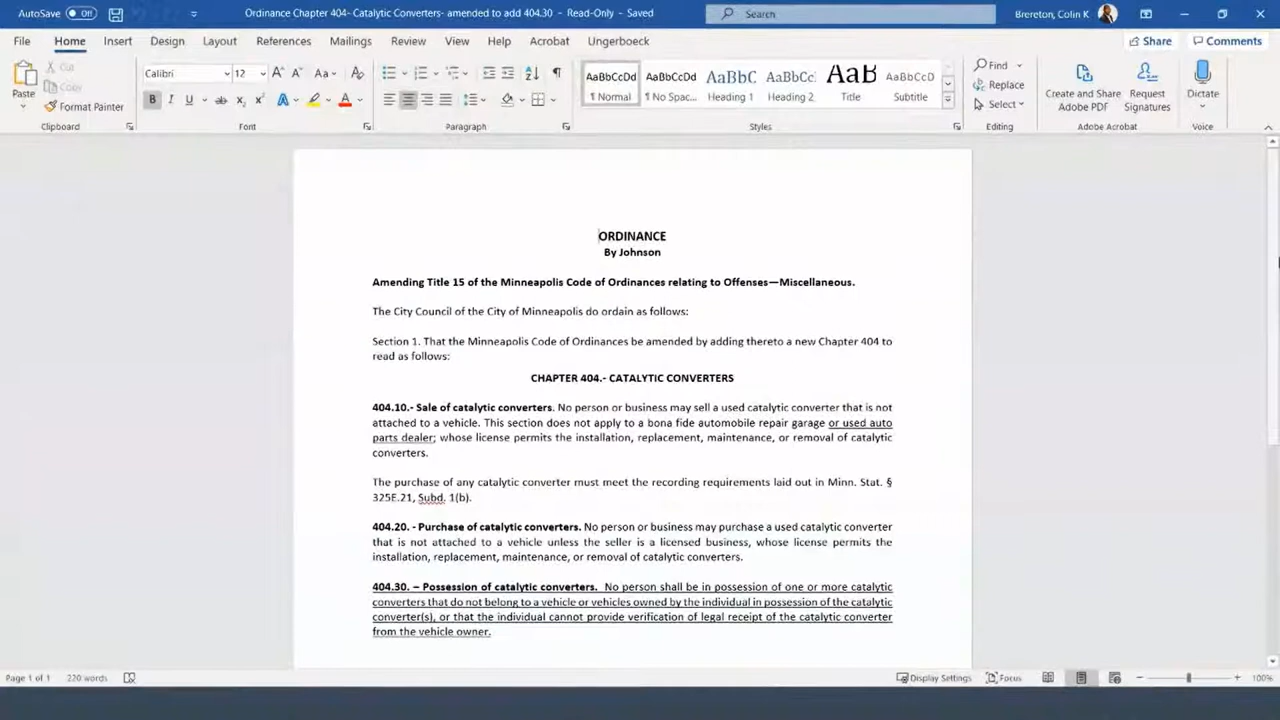 AutoSave Off
Ordinance Chapter 404- Catalytic Converters- amended to add 404.30 - Read-Only - Saved
Search
Brereton, Colin K
File Home Insert Design Layout References Mailings Review View Help Acrobat Ungerboeck
Share Comments
Paste
Cut
Copy
Format Painter
Clipboard
Calibri 12
Font
Paragraph
AaBbCcDd AaBbCcDd AaBbC AaBbCc AaB AaBbCcD
¶ Normal ¶ No Spac... Heading 1 Heading 2 Title Subtitle
Styles
Find
Replace
Select
Editing
Create and Share Adobe PDF
Request Signatures
Adobe Acrobat
Dictate
Voice
ORDINANCE
By Johnson
Amending Title 15 of the Minneapolis Code of Ordinances relating to Offenses—Miscellaneous.
The City Council of the City of Minneapolis do ordain as follows:
Section 1. That the Minneapolis Code of Ordinances be amended by adding thereto a new Chapter 404 to
read as follows:
CHAPTER 404.- CATALYTIC CONVERTERS
404.10.- Sale of catalytic converters. No person or business may sell a used catalytic converter that is not
attached to a vehicle. This section does not apply to a bona fide automobile repair garage or used auto
parts dealer; whose license permits the installation, replacement, maintenance, or removal of catalytic
converters.
The purchase of any catalytic converter must meet the recording requirements laid out in Minn. Stat. §
325E.21, Subd. 1(b).
404.20. - Purchase of catalytic converters. No person or business may purchase a used catalytic converter
that is not attached to a vehicle unless the seller is a licensed business, whose license permits the
installation, replacement, maintenance, or removal of catalytic converters.
404.30. – Possession of catalytic converters. No person shall be in possession of one or more catalytic
converters that do not belong to a vehicle or vehicles owned by the individual in possession of the catalytic
converter(s), or that the individual cannot provide verification of legal receipt of the catalytic converter
from the vehicle owner.
Page 1 of 1 220 words
Display Settings Focus 100%